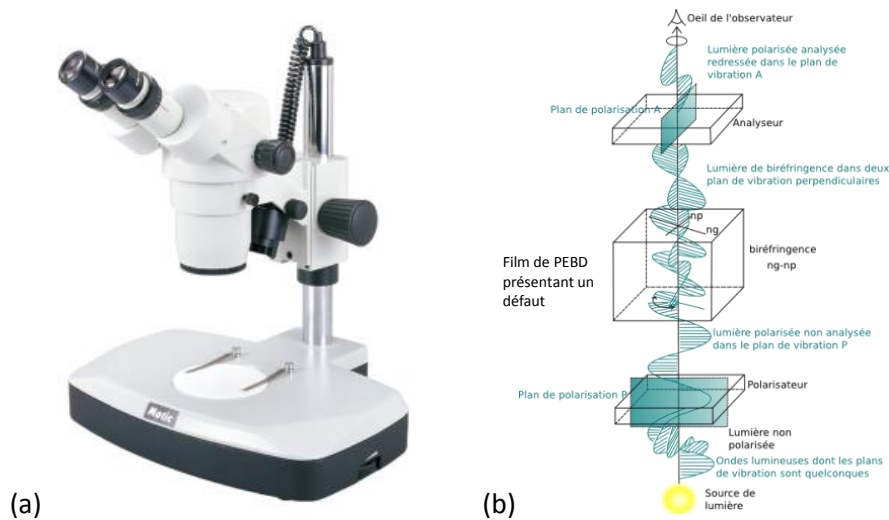 Oeil de l'observateur
Lumière polarisée analysée
redressée dans le plan de
vibration A
Plan de polarisation A
Analyseur
Lumière de biréfringence dans deux
plan de vibration perpendiculaires
np
ng
biréfringence
ng-np
Film de PEBD
présentant un
défaut
lumière polarisée non analysée
dans le plan de vibration P
Plan de polarisation P
Polarisateur
Lumière non
polarisée
Ondes lumineuses dont les plans
de vibration sont quelconques
Source de
lumière
Motic
(a)
(b)